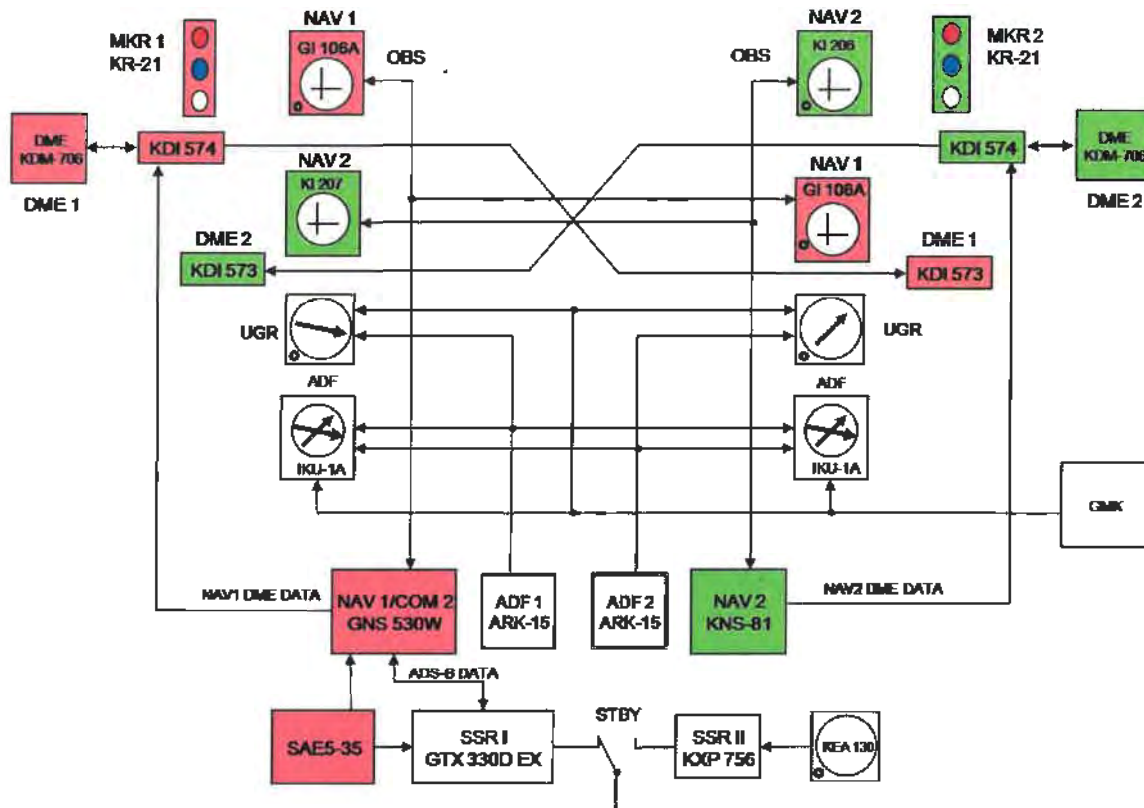 NAV 1
NAV 2
MKR 1
KR-21
GI 106A
OBS
OBS
KI 206
MKR 2
KR-21
DME
KDM-706
KDI 574
KDI 574
DME
KDM-706
DME 1
NAV 2
NAV 1
DME 2
KI 207
GI 106A
DME 2
DME 1
KDI 573
KDI 573
UGR
UGR
ADF
ADF
IKU-1A
IKU-1A
GMK
NAV1 DME DATA
NAV 1/COM 2
GNS 530W
ADF 1
ARK-15
ADF 2
ARK-15
NAV 2
KNS-81
NAV2 DME DATA
ADS-B DATA
STBY
SAE5-35
SSR I
GTX 330D EX
SSR II
KXP 756
KEA 130